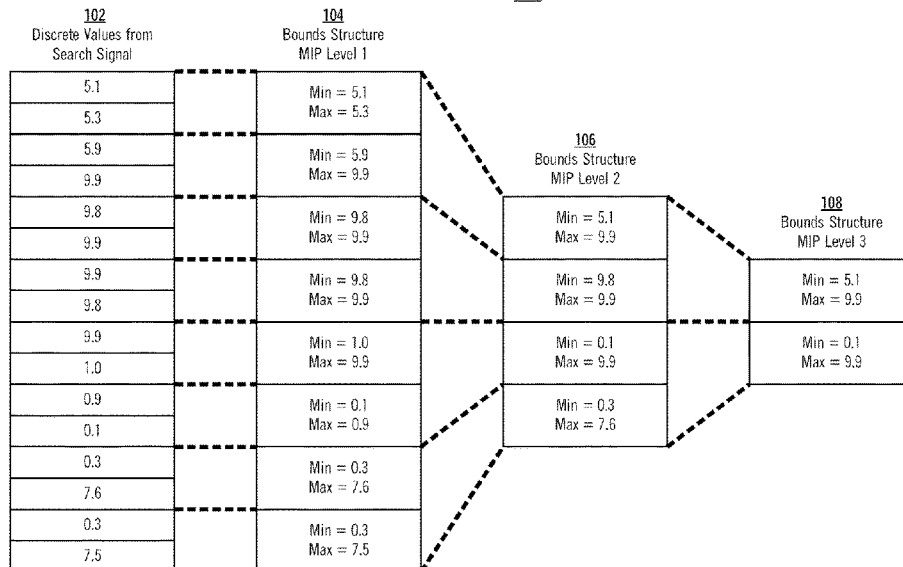 102
Discrete Values from
Search Signal
5.1
5.3
5.9
9.9
9.8
9.9
9.9
9.8
9.9
1.0
0.9
0.1
0.3
7.6
0.3
7.5
104
Bounds Structure
MIP Level 1
Min = 5.1
Max = 5.3
Min = 5.9
Max = 9.9
Min = 9.8
Max = 9.9
Min = 9.8
Max = 9.9
Min = 1.0
Max = 9.9
Min = 0.1
Max = 0.9
Min = 0.3
Max = 7.6
Min = 0.3
Max = 7.5
106
Bounds Structure
MIP Level 2
Min = 5.1
Max = 9.9
Min = 9.8
Max = 9.9
Min = 0.1
Max = 9.9
Min = 0.3
Max = 7.6
108
Bounds Structure
MIP Level 3
Min = 5.1
Max = 9.9
Min = 0.1
Max = 9.9